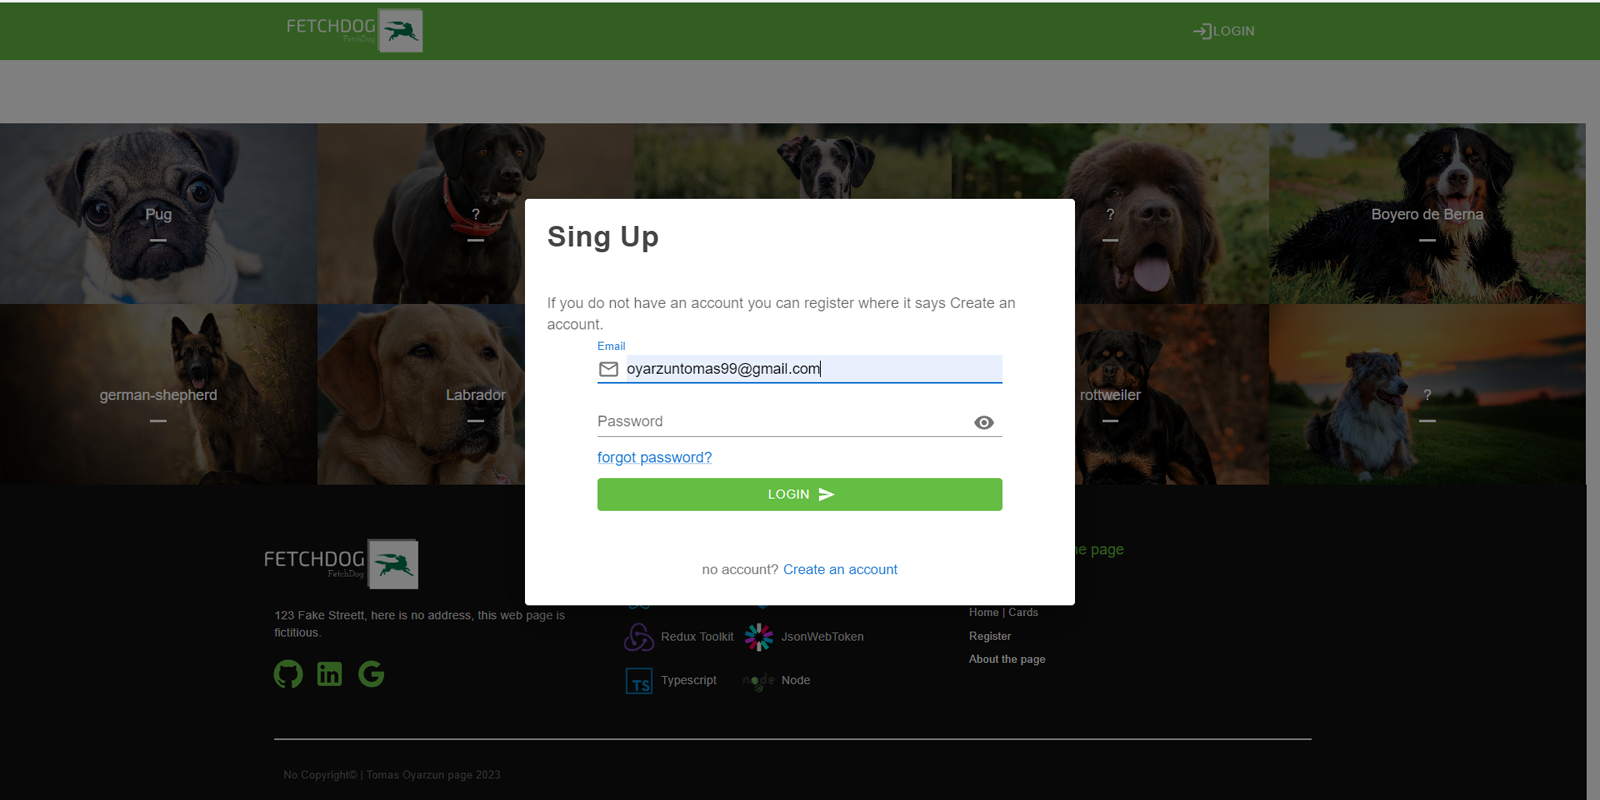 FETCHDOG
FetchDog
LOGIN
Pug
?
?
Boyero de Berna
german-shepherd
Labrador
rottweiler
?
Sing Up
If you do not have an account you can register where it says Create an
account.
Email
oyarzuntomas99@gmail.com
Password
forgot password?
LOGIN
no account? Create an account
FETCHDOG
FetchDog
123 Fake Streett, here is no address, this web page is
fictitious.
Redux Toolkit
JsonWebToken
TS
Typescript
node
Node
page
Home | Cards
Register
About the page
No Copyright© | Tomas Oyarzun page 2023